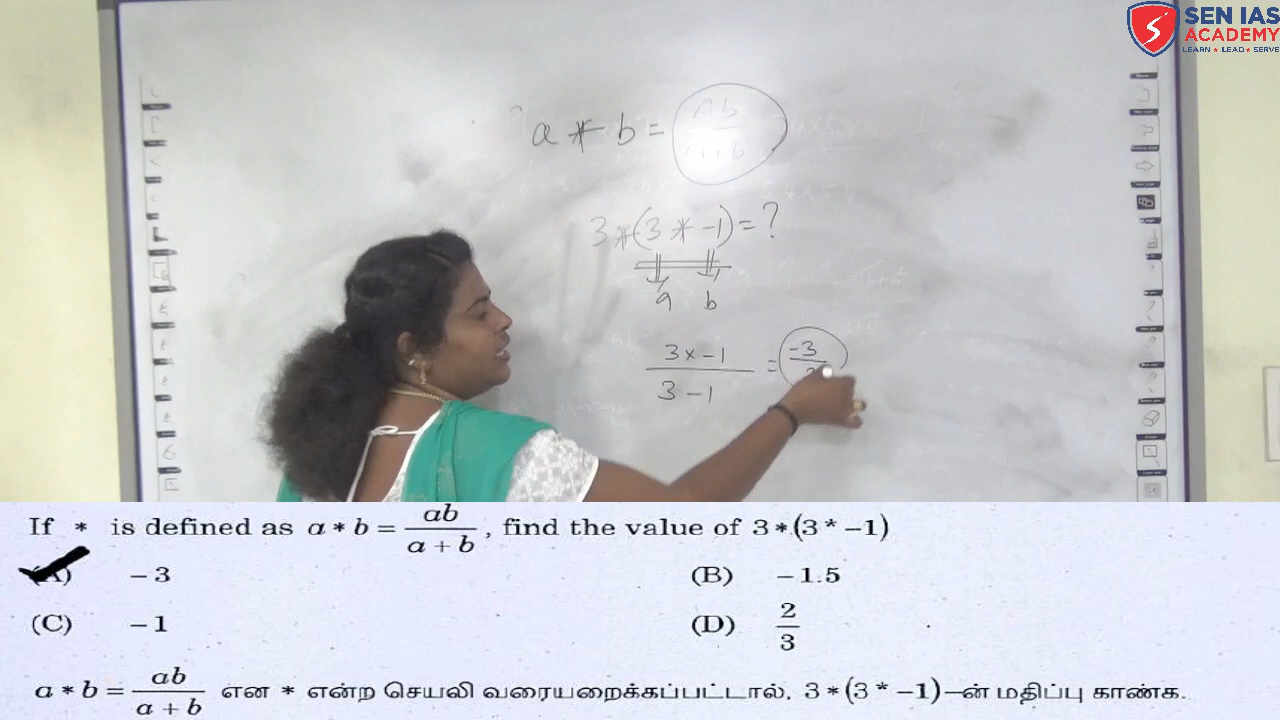 SEN IAS
ACADEMY
LEARN ★ LEAD ★ SERVE
a * b = ab/a+b
3*(3 * -1) = ?
a b
3 x -1 / 3 - 1 = -3
If * is defined as a * b = ab/a + b, find the value of 3*(3* -1)
(A) -3 (B) -1.5
(C) -1 (D) 2/3
a * b = ab/a + b என * என்ற செயலி வரையறைக்கப்பட்டால், 3*(3* -1)-ன் மதிப்பு காண்க.